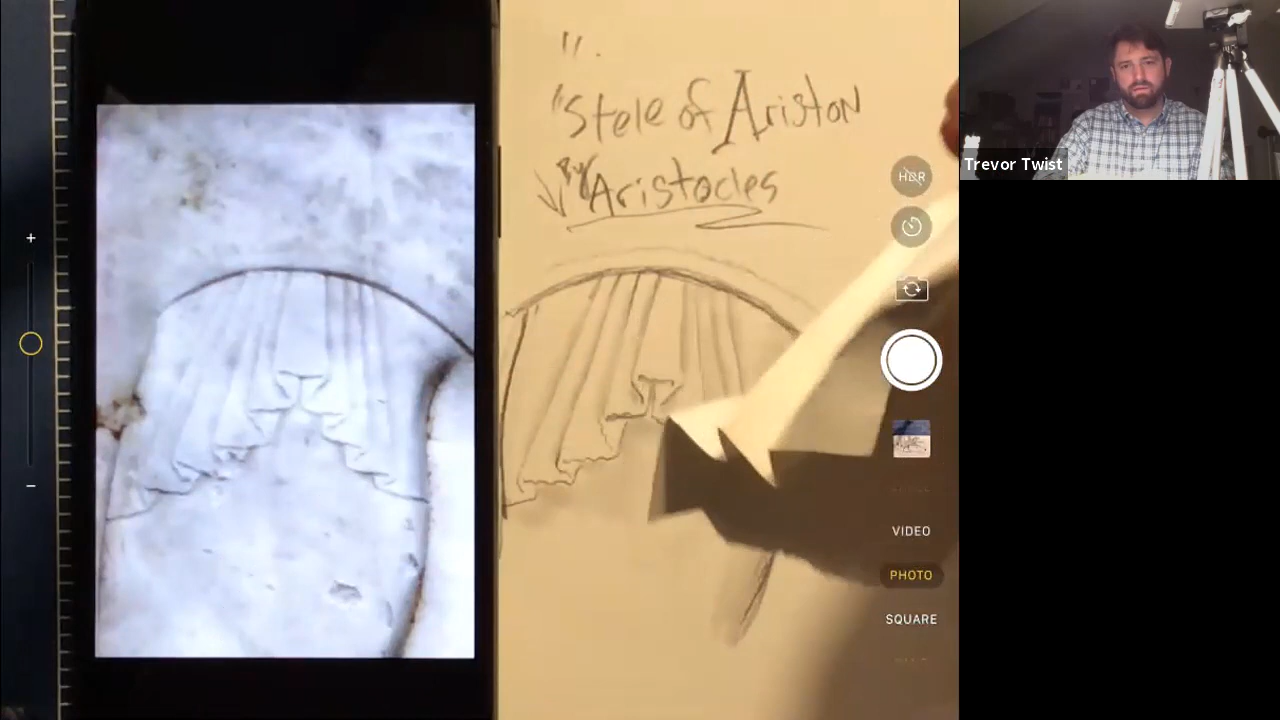 ".
"Stele of Ariston
By Aristocles
HDR
Trevor Twist
VIDEO
PHOTO
SQUARE